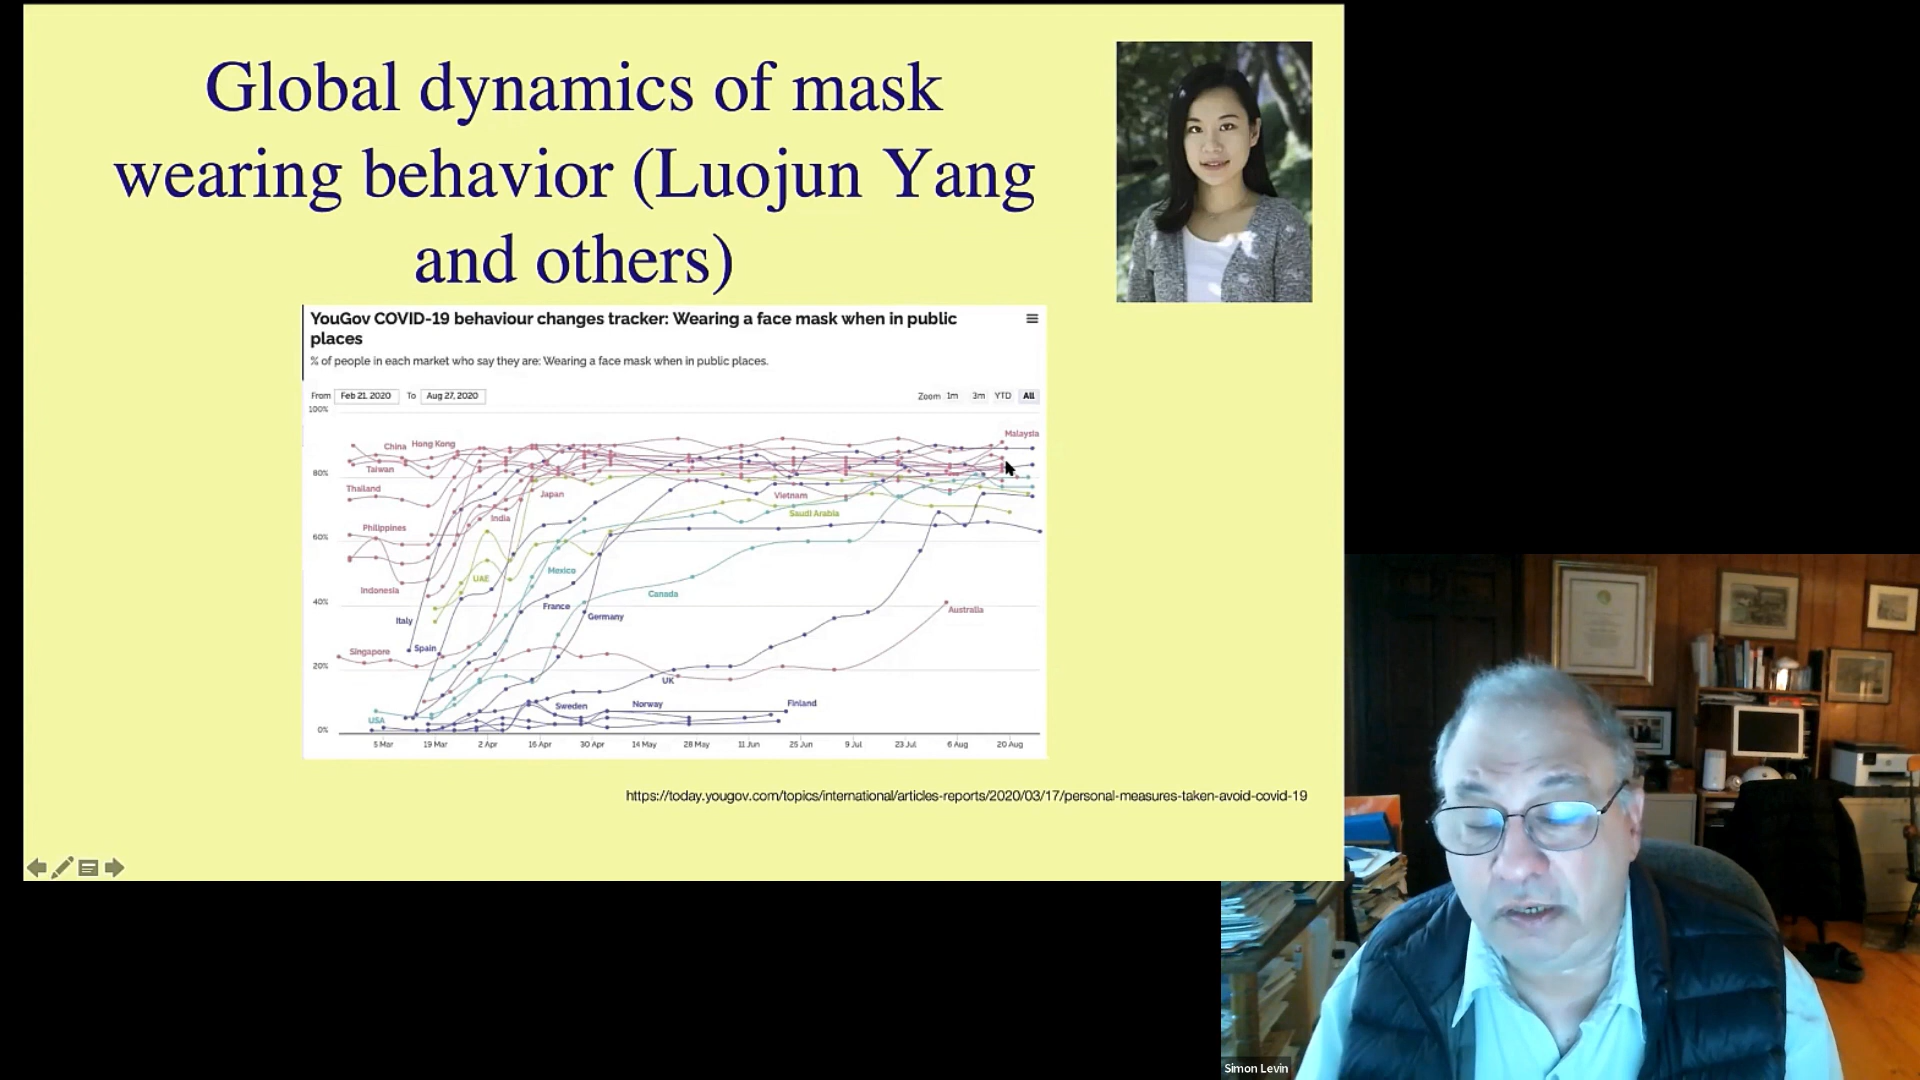 Global dynamics of mask
wearing behavior (Luojun Yang
and others)
YouGov COVID-19 behaviour changes tracker: Wearing a face mask when in public
places
% of people in each market who say they are: Wearing a face mask when in public places.
From Feb 21, 2020 To Aug 27, 2020 Zoom 1m 3m YTD All
100%
Malaysia
China Hong Kong
Taiwan
80%
Thailand
Japan
Vietnam
Saudi Arabia
India
Philippines
60%
Mexico
UAE
Indonesia
Canada
40%
France
Australia
Germany
Italy
Spain
Singapore
20%
UK
Sweden
Norway
Finland
USA
0%
5 Mar 19 Mar 2 Apr 16 Apr 30 Apr 14 May 28 May 11 Jun 25 Jun 9 Jul 23 Jul 6 Aug 20 Aug
https://today.yougov.com/topics/international/articles-reports/2020/03/17/personal-measures-taken-avoid-covid-19
Simon Levin